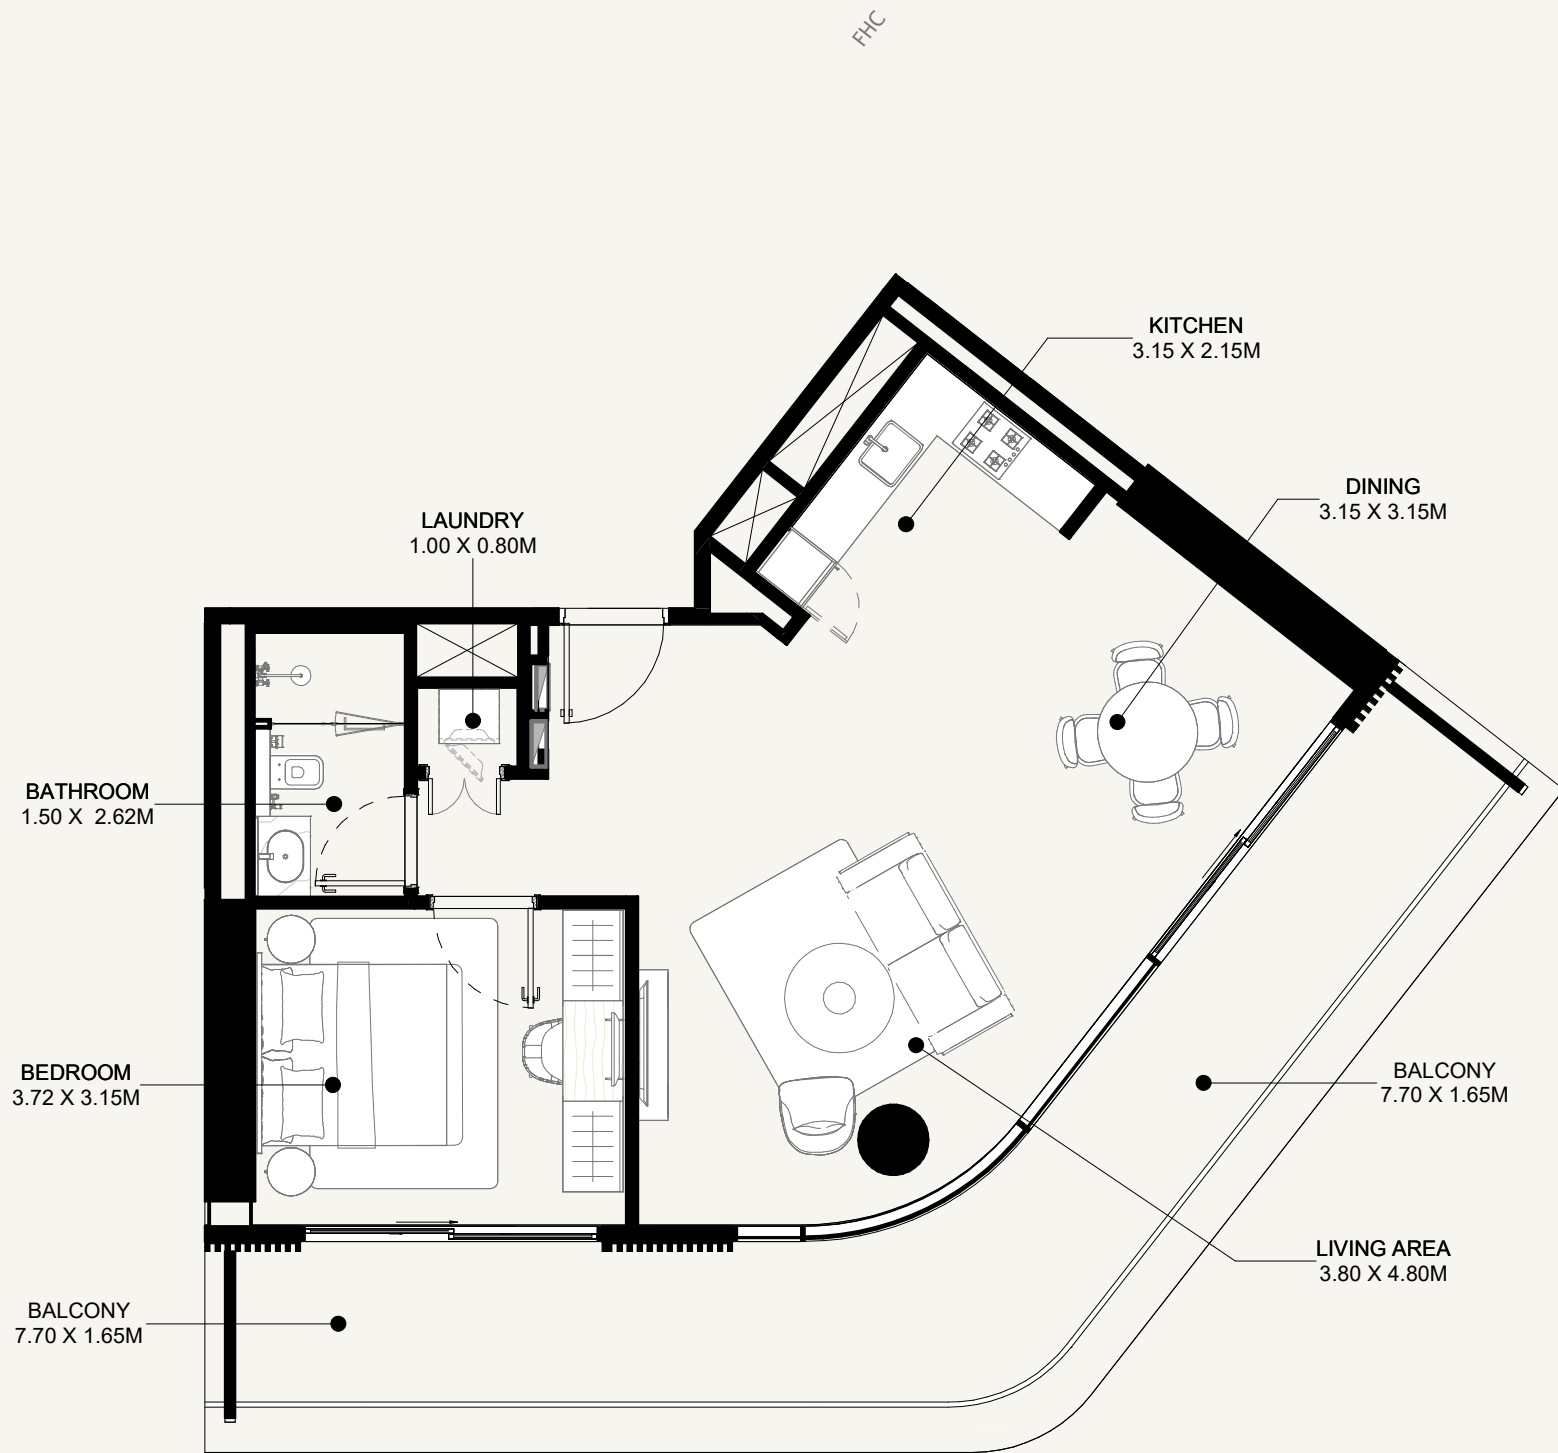 FHC
KITCHEN
3.15 X 2.15M
DINING
3.15 X 3.15M
LAUNDRY
1.00 X 0.80M
BATHROOM
1.50 X 2.62M
BEDROOM
3.72 X 3.15M
BALCONY
7.70 X 1.65M
LIVING AREA
3.80 X 4.80M
BALCONY
7.70 X 1.65M